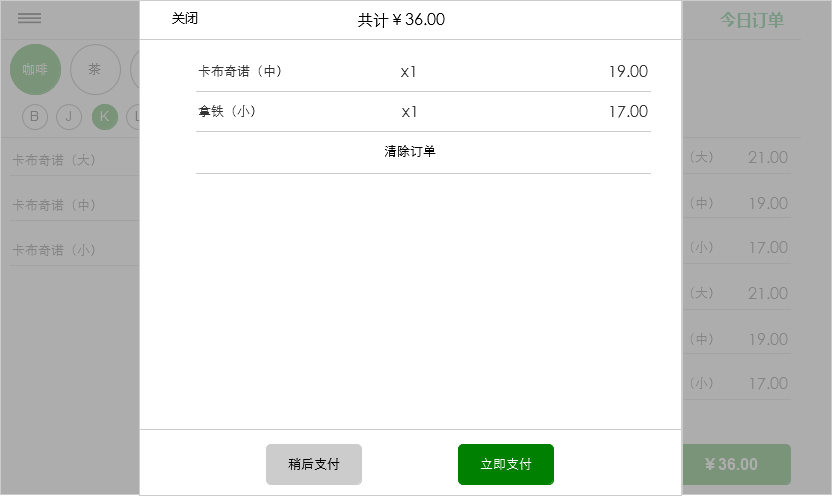 关闭 共计￥36.00 今日订单
咖啡 茶
B J K L
卡布奇诺（中） x1 19.00
拿铁（小） x1 17.00
清除订单
卡布奇诺（大）
卡布奇诺（中）
卡布奇诺（小）
（大） 21.00
（中） 19.00
（小） 17.00
（大） 21.00
（中） 19.00
（小） 17.00
稍后支付 立即支付 ￥36.00